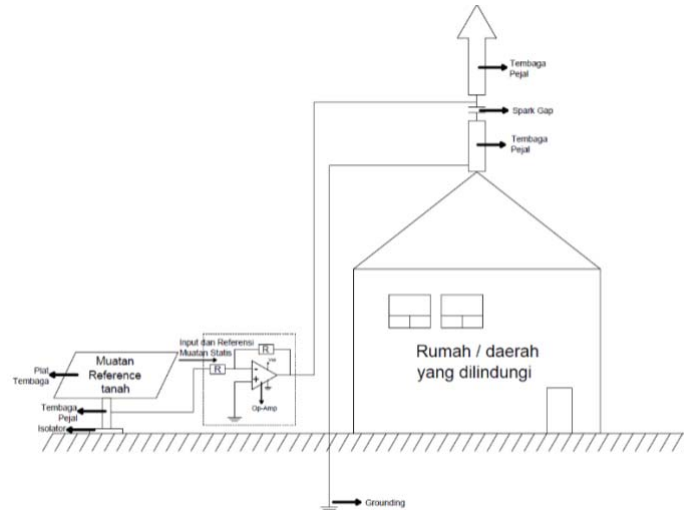 Tembaga
Pejal
Spark Gap
Tembaga
Pejal
Input dan Referensi
Muatan Statis
R
R
-
+
Op-Amp
Plat
Tembaga
Muatan
Reference
tanah
Tembaga
Pejal
Isolator
Rumah / daerah
yang dilindungi
Grounding